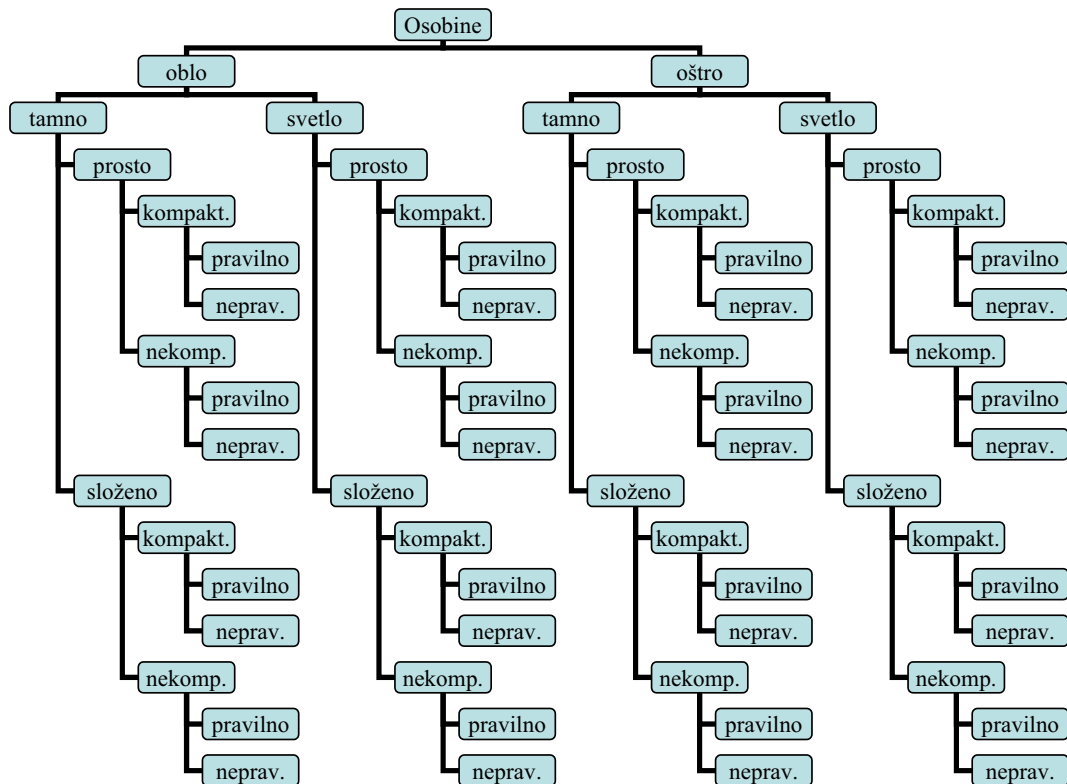 Osobine
oblo oštro
tamno svetlo tamno svetlo
prosto prosto prosto prosto
kompakt. kompakt. kompakt. kompakt.
pravilno pravilno pravilno pravilno
neprav. neprav. neprav. neprav.
nekomp. nekomp. nekomp. nekomp.
pravilno pravilno pravilno pravilno
neprav. neprav. neprav. neprav.
složeno složeno složeno složeno
kompakt. kompakt. kompakt. kompakt.
pravilno pravilno pravilno pravilno
neprav. neprav. neprav. neprav.
nekomp. nekomp. nekomp. nekomp.
pravilno pravilno pravilno pravilno
neprav. neprav. neprav. neprav.